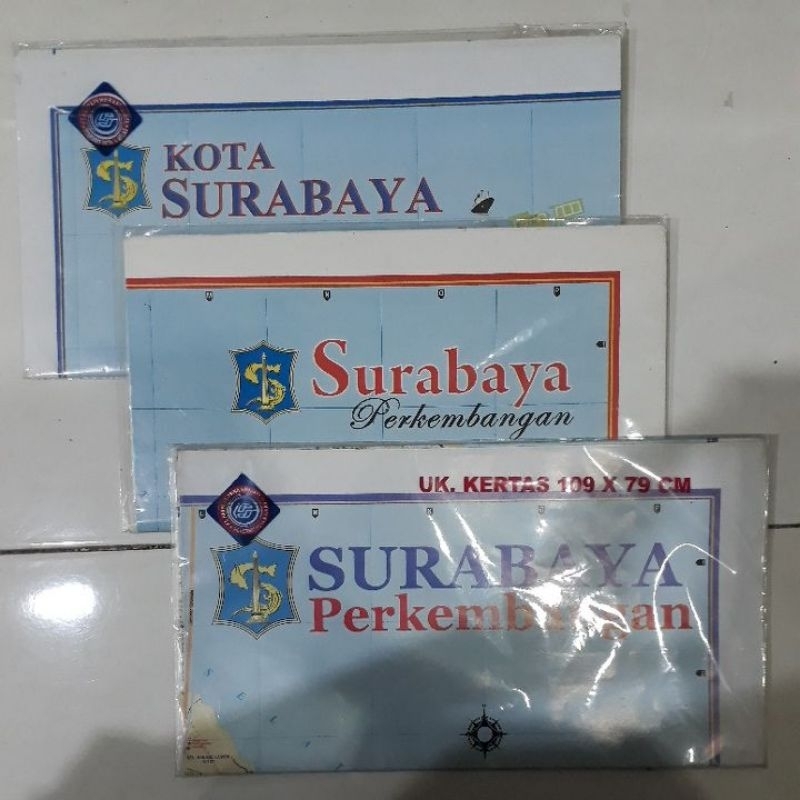 KOTA
SURABAYA
Surabaya
Perkembangan
UK. KERTAS 109 X 79 CM
SURABAYA
Perkembangan